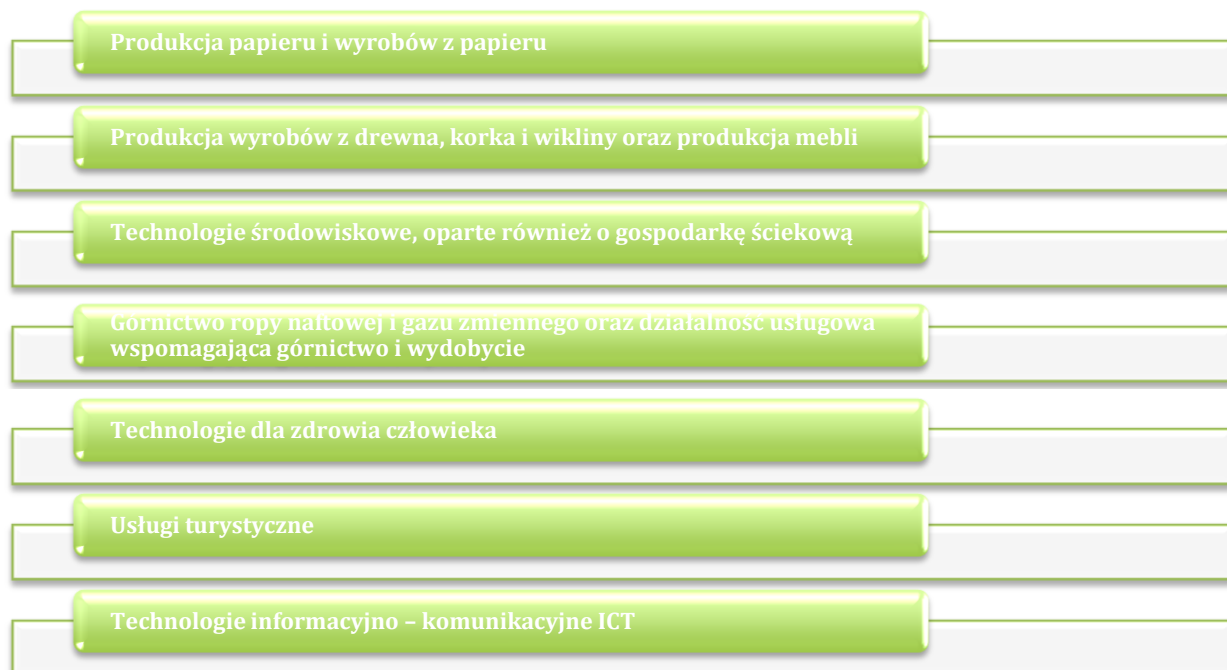 Produkcja papieru i wyrobów z papieru
Produkcja wyrobów z drewna, korka i wikliny oraz produkcja mebli
Technologie środowiskowe, oparte również o gospodarkę ściekową
Górnictwo ropy naftowej i gazu zmiennego oraz działalność usługowa
wspomagająca górnictwo i wydobycie
Technologie dla zdrowia człowieka
Usługi turystyczne
Technologie informacyjno – komunikacyjne ICT